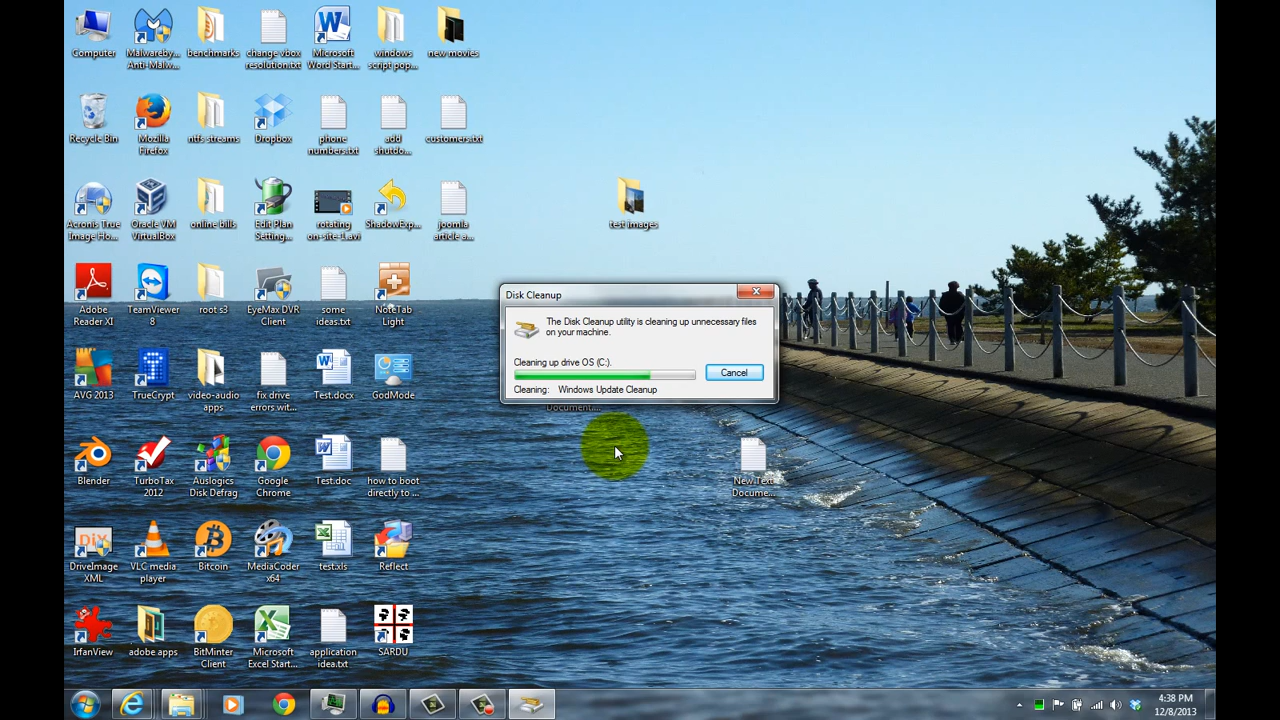 Computer
Malwareby...
Anti-Malw...
benchmarks
change vbox
resolution.txt
Microsoft
Word Start...
windows
script pop...
new movies
Recycle Bin
Mozilla
Firefox
ntfs streams
Dropbox
phone
numbers.txt
add
shutdo...
customers.txt
Acronis True
Image Ho...
Oracle VM
VirtualBox
online bills
Edit Plan
Setting...
rotating
on-site-1.avi
ShadowExp...
joomla
article a...
test images
Adobe
Reader XI
TeamViewer
8
root s3
EyeMax DVR
Client
some
ideas.txt
NoteTab
Light
Disk Cleanup
The Disk Cleanup utility is cleaning up unnecessary files
on your machine.
Cleaning up drive OS (C:).
Cancel
Cleaning: Windows Update Cleanup
Document...
AVG 2013
TrueCrypt
video-audio
apps
fix drive
errors wit...
Test.docx
GodMode
Blender
TurboTax
2012
Auslogics
Disk Defrag
Google
Chrome
Test.doc
how to boot
directly to ...
New Text
Docume...
DiX
DriveImage
XML
VLC media
player
Bitcoin
MediaCoder
x64
test.xls
Reflect
IrfanView
adobe apps
BitMinter
Client
Microsoft
Excel Start...
application
idea.txt
SARDU
4:38 PM
12/8/2013